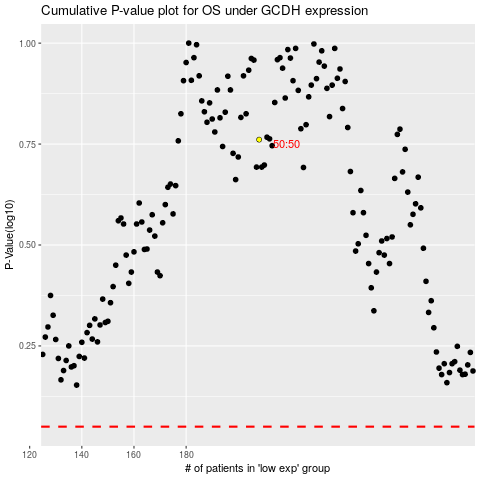 Cumulative P-value plot for OS under GCDH expression
P-Value(log10)
1.00
0.75
0.50
0.25
50:50
120 140 160 180
# of patients in 'low exp' group